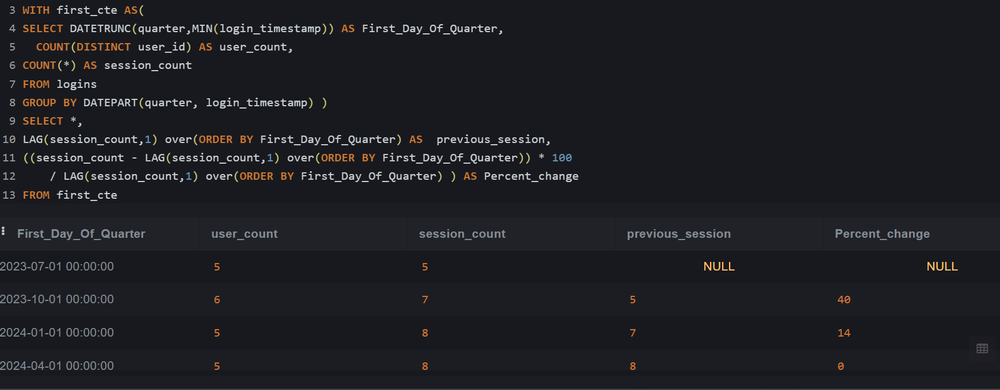 3 WITH first_cte AS(
4 SELECT DATETRUNC(quarter,MIN(login_timestamp)) AS First_Day_Of_Quarter,
5   COUNT(DISTINCT user_id) AS user_count,
6 COUNT(*) AS session_count
7 FROM logins
8 GROUP BY DATEPART(quarter, login_timestamp) )
9 SELECT *,
10 LAG(session_count,1) over(ORDER BY First_Day_Of_Quarter) AS  previous_session,
11 ((session_count - LAG(session_count,1) over(ORDER BY First_Day_Of_Quarter)) * 100
12     / LAG(session_count,1) over(ORDER BY First_Day_Of_Quarter) ) AS Percent_change
13 FROM first_cte
First_Day_Of_Quarter user_count session_count previous_session Percent_change
2023-07-01 00:00:00 5 5 NULL NULL
2023-10-01 00:00:00 6 7 5 40
2024-01-01 00:00:00 5 8 7 14
2024-04-01 00:00:00 5 8 8 0